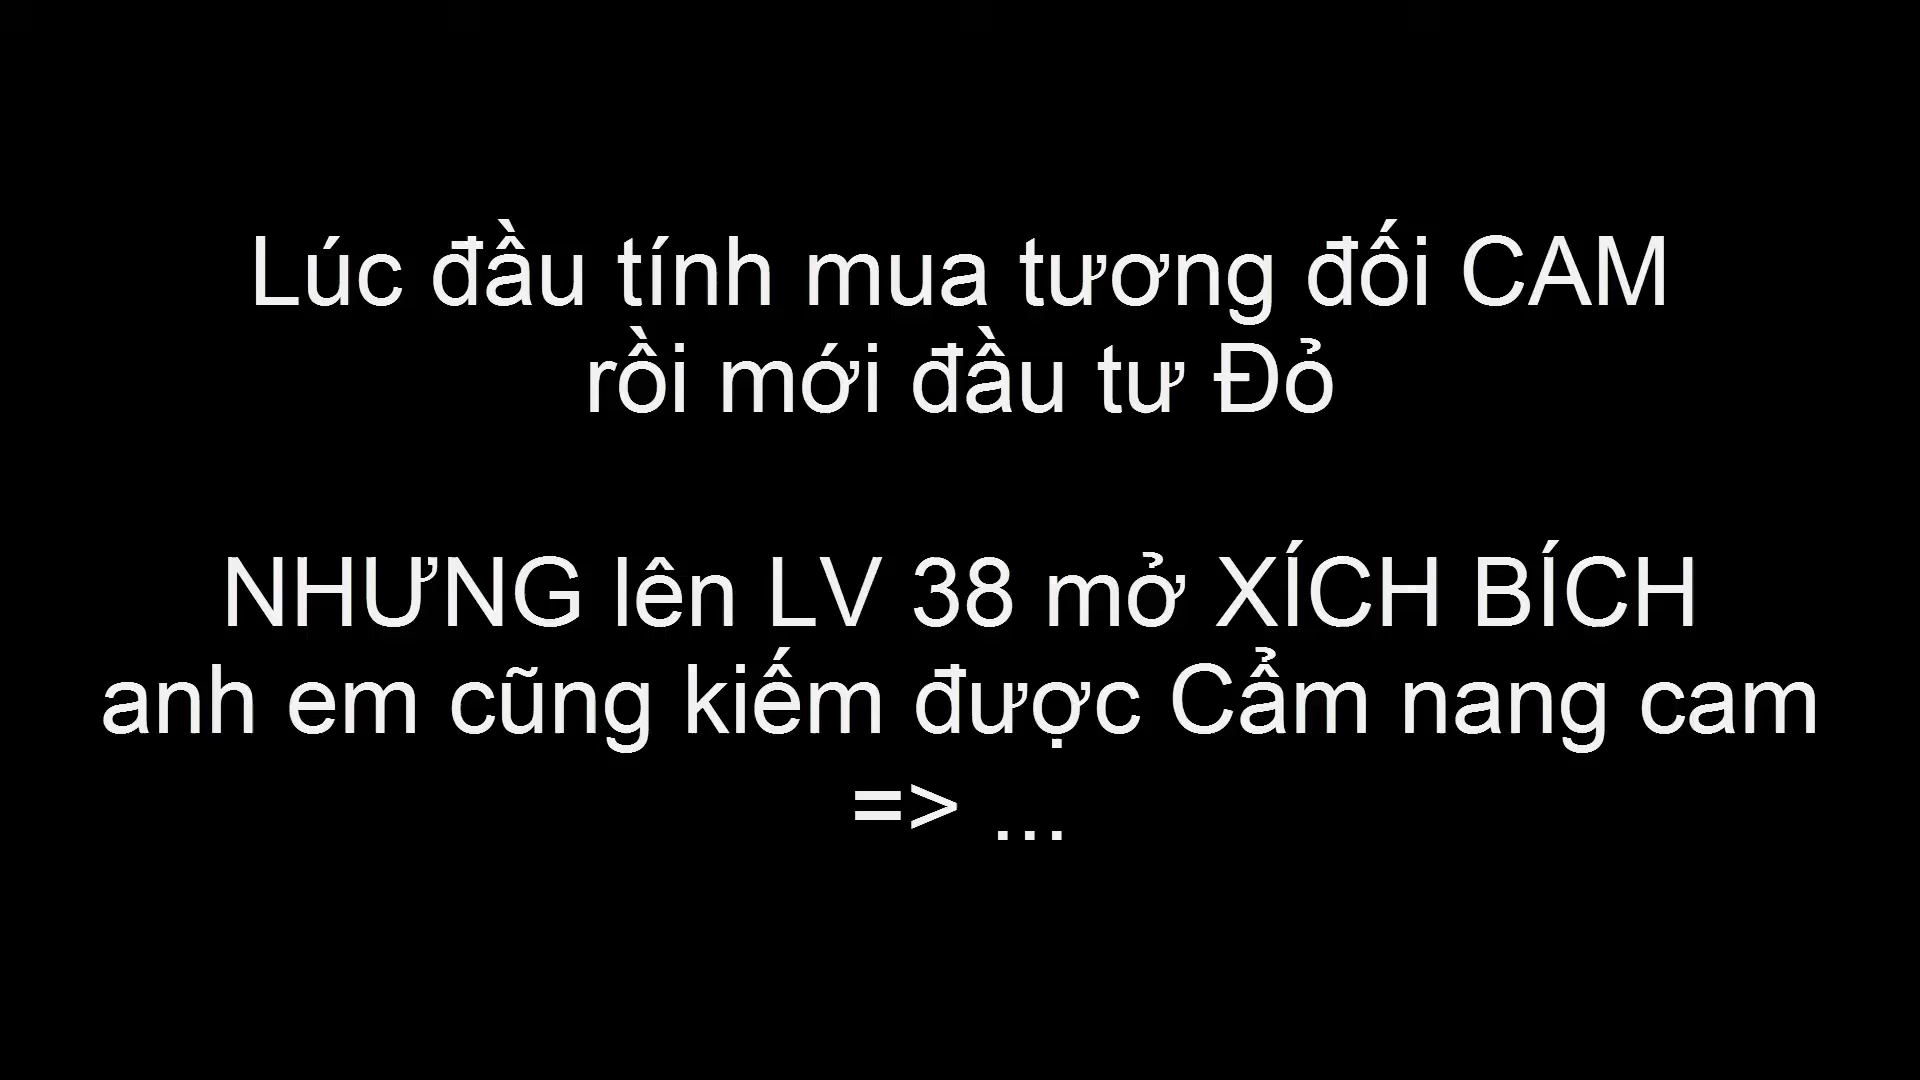 Lúc đầu tính mua tương đối CAM
rồi mới đầu tư Đỏ
NHƯNG lên LV 38 mở XÍCH BÍCH
anh em cũng kiếm được Cẩm nang cam
=> ...